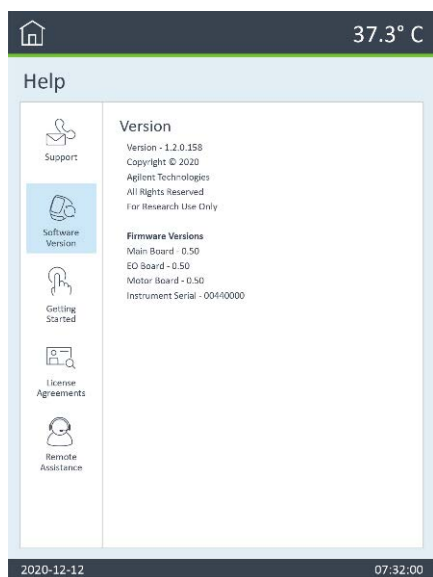 37.3° C
Help
Support
Software
Version
Getting
Started
License
Agreements
Remote
Assistance
Version
Version - 1.2.0.158
Copyright © 2020
Agilent Technologies
All Rights Reserved
For Research Use Only
Firmware Versions
Main Board - 0.50
EO Board - 0.50
Motor Board - 0.50
Instrument Serial - 00440000
2020-12-12
07:32:00